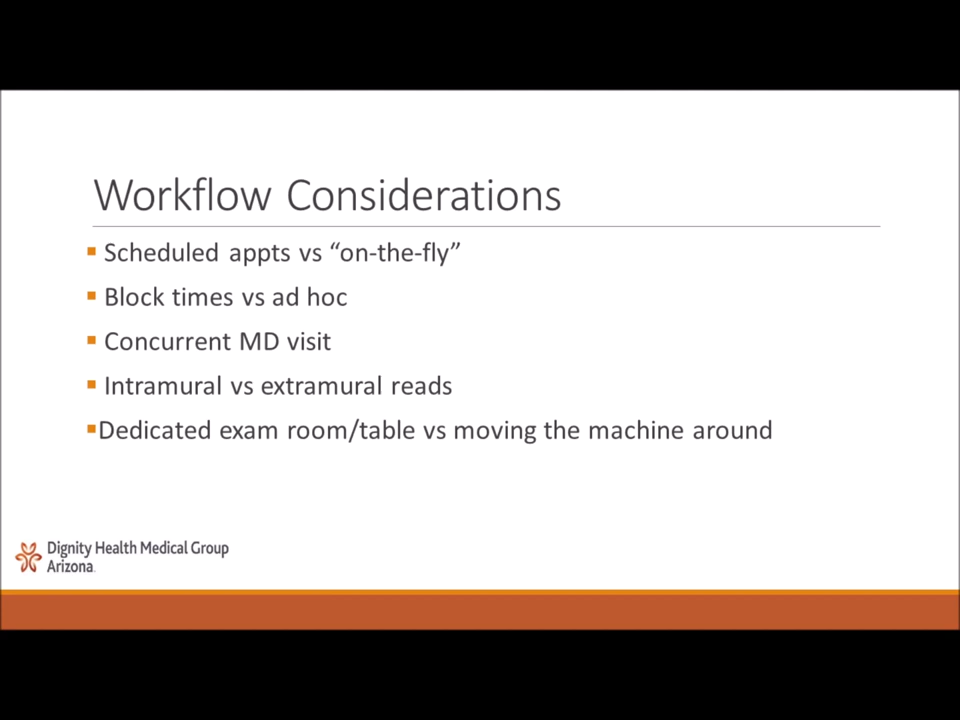 Workflow Considerations
Scheduled appts vs “on-the-fly”
Block times vs ad hoc
Concurrent MD visit
Intramural vs extramural reads
Dedicated exam room/table vs moving the machine around
Dignity Health Medical Group
Arizona.